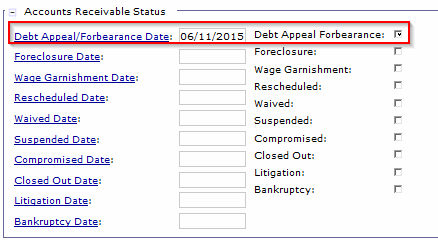 Accounts Receivable Status
Debt Appeal/Forbearance Date: 06/11/2015 Debt Appeal Forbearance:
Foreclosure Date: Foreclosure:
Wage Garnishment Date: Wage Garnishment:
Rescheduled Date: Rescheduled:
Waived Date: Waived:
Suspended Date: Suspended:
Compromised Date: Compromised:
Closed Out Date: Closed Out:
Litigation Date: Litigation:
Bankruptcy Date: Bankruptcy: